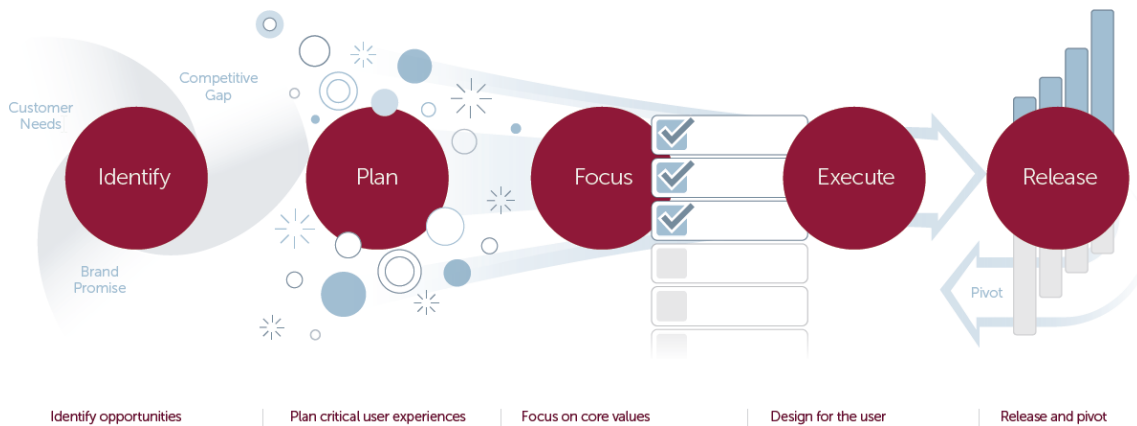 Competitive
Gap
Customer
Needs
Identify
Plan
Focus
Execute
Release
Brand
Promise
Pivot
Identify opportunities
Plan critical user experiences
Focus on core values
Design for the user
Release and pivot